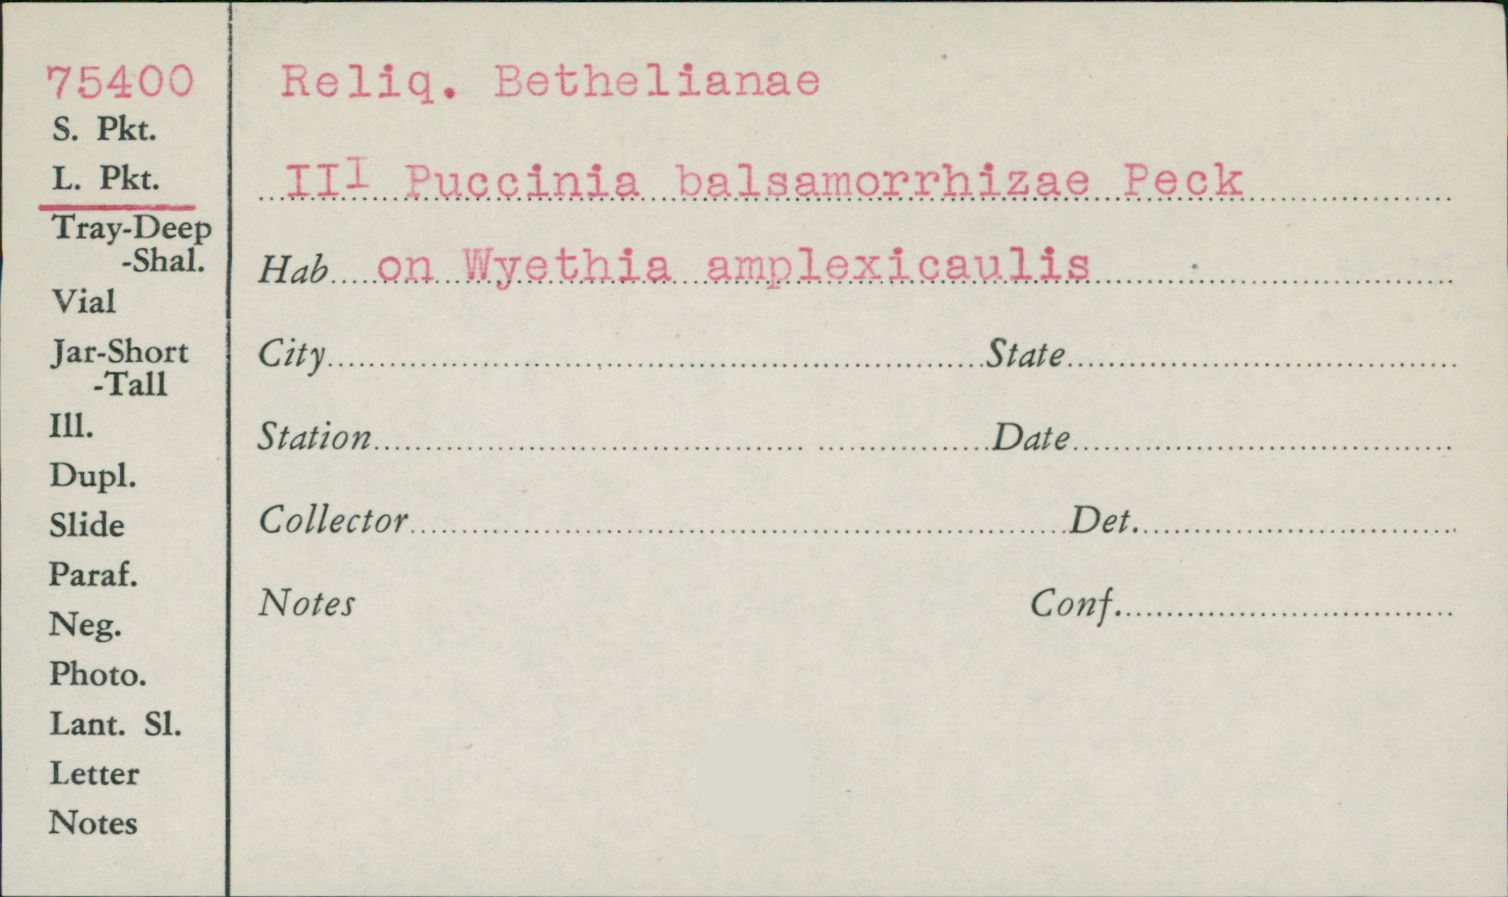 75400
S. Pkt.
L. Pkt.
Tray-Deep
-Shal.
Vial
Jar-Short
-Tall
Ill.
Dupl.
Slide
Paraf.
Neg.
Photo.
Lant. Sl.
Letter
Notes
Reliq. Bethelianae
III Puccinia balsamorrhizae Peck
Hab on Wyethia amplexicaulis
City State
Station Date
Collector Det.
Notes Conf.